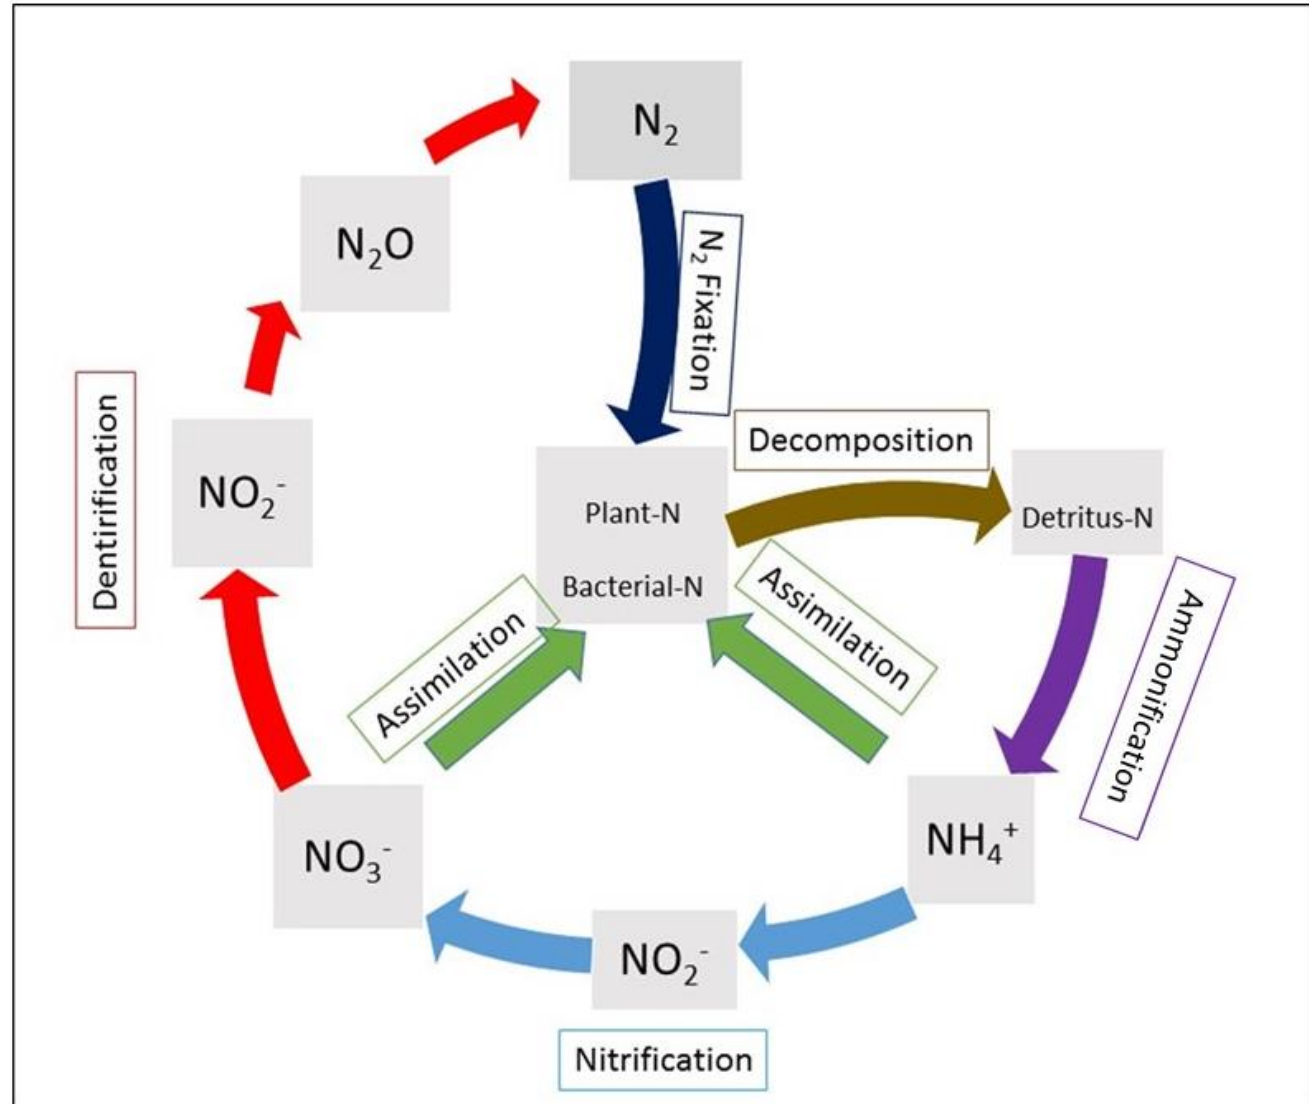 N₂
N₂O
N₂ Fixation
Decomposition
Dentirification
NO₂⁻
Plant-N
Bacterial-N
Detritus-N
Assimilation
Assimilation
Ammonification
NO₃⁻
NH₄⁺
NO₂⁻
Nitrification